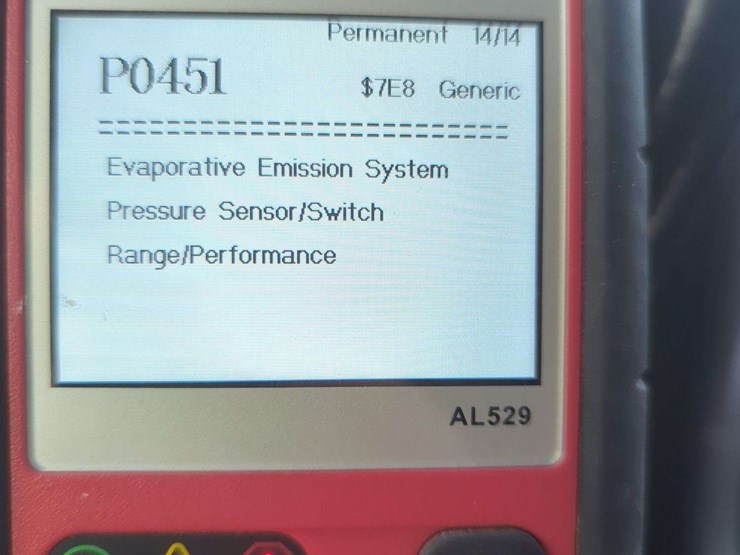 Permanent 14/14
P0451 $7E8 Generic
==============================
Evaporative Emission System
Pressure Sensor/Switch
Range/Performance
AL529